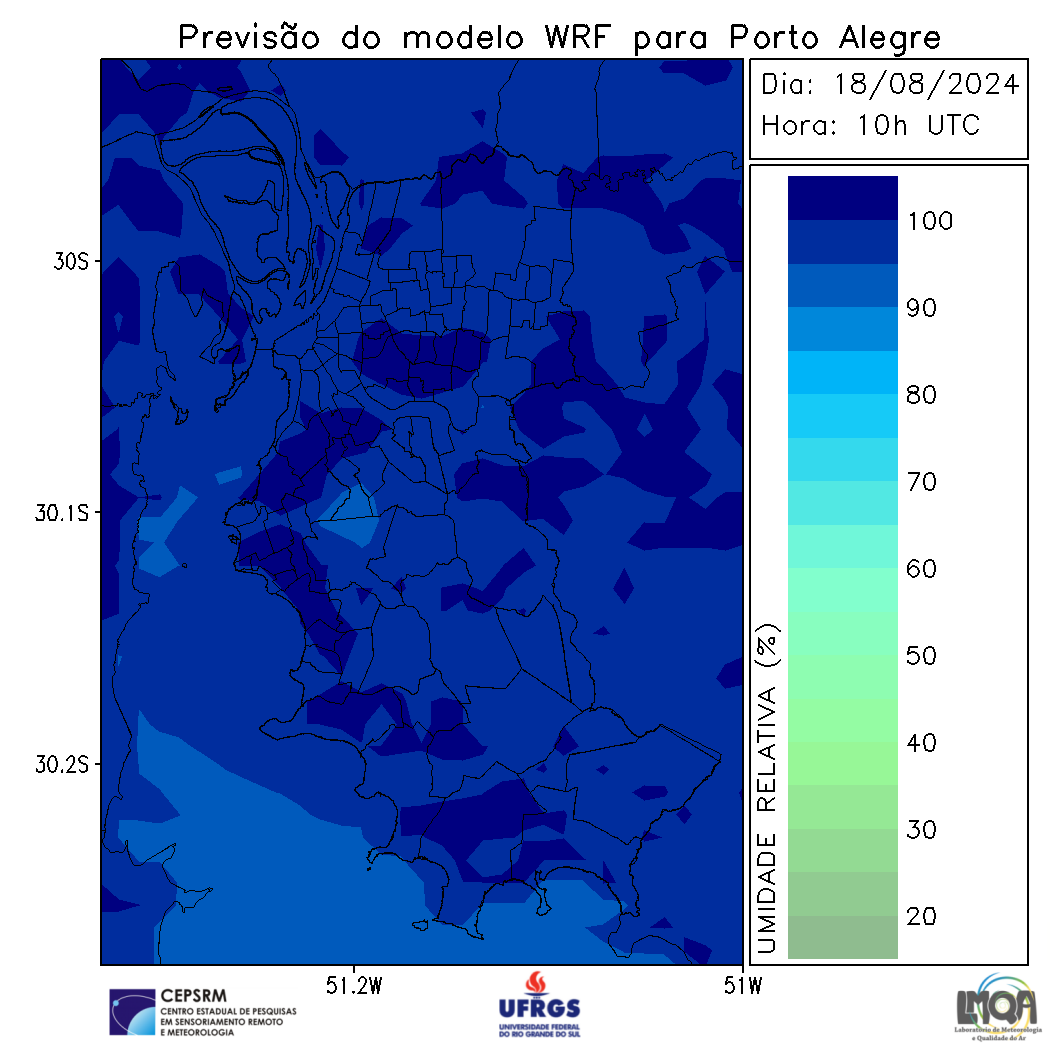 Previsão do modelo WRF para Porto Alegre
Dia: 18/08/2024
Hora: 10h UTC
30S
30.1S
30.2S
51.2W
51W
UMIDADE RELATIVA (%)
100
90
80
70
60
50
40
30
20
CEPSRM
CENTRO ESTADUAL DE PESQUISAS
EM SENSORIAMENTO REMOTO
E METEOROLOGIA
UFRGS
UNIVERSIDADE FEDERAL
DO RIO GRANDE DO SUL
LMQA
Laboratório de Meteorologia
e Qualidade do Ar